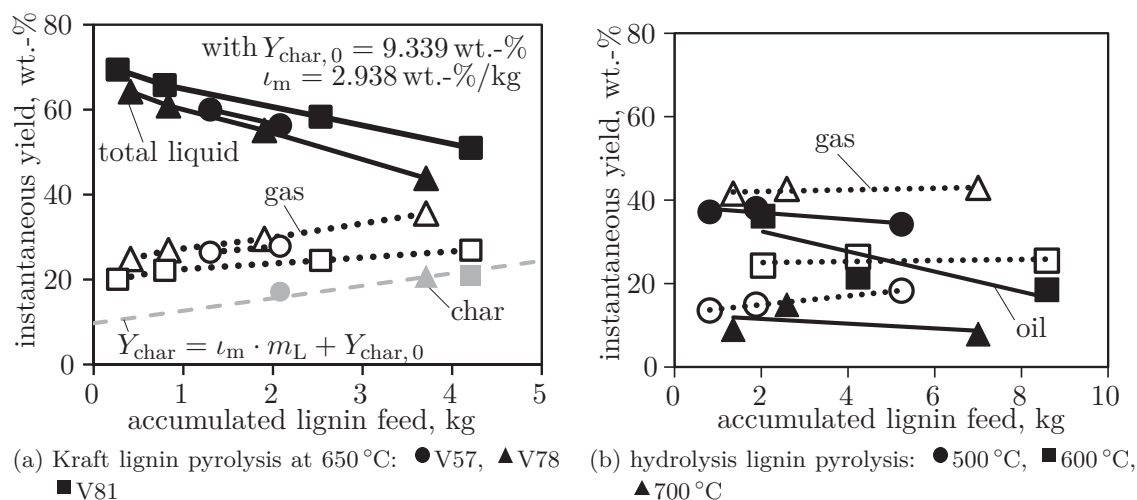 instantaneous yield, wt.-%
80
60
40
20
0
with Y_char, 0 = 9.339 wt.-%
ι_m = 2.938 wt.-%/kg
total liquid
gas
char
Y_char = ι_m · m_L + Y_char, 0
0 1 2 3 4 5
accumulated lignin feed, kg
(a) Kraft lignin pyrolysis at 650 °C: ● V57, ▲ V78
■ V81
instantaneous yield, wt.-%
80
60
40
20
0
gas
oil
0 2 4 6 8 10
accumulated lignin feed, kg
(b) hydrolysis lignin pyrolysis: ● 500 °C, ■ 600 °C,
▲ 700 °C